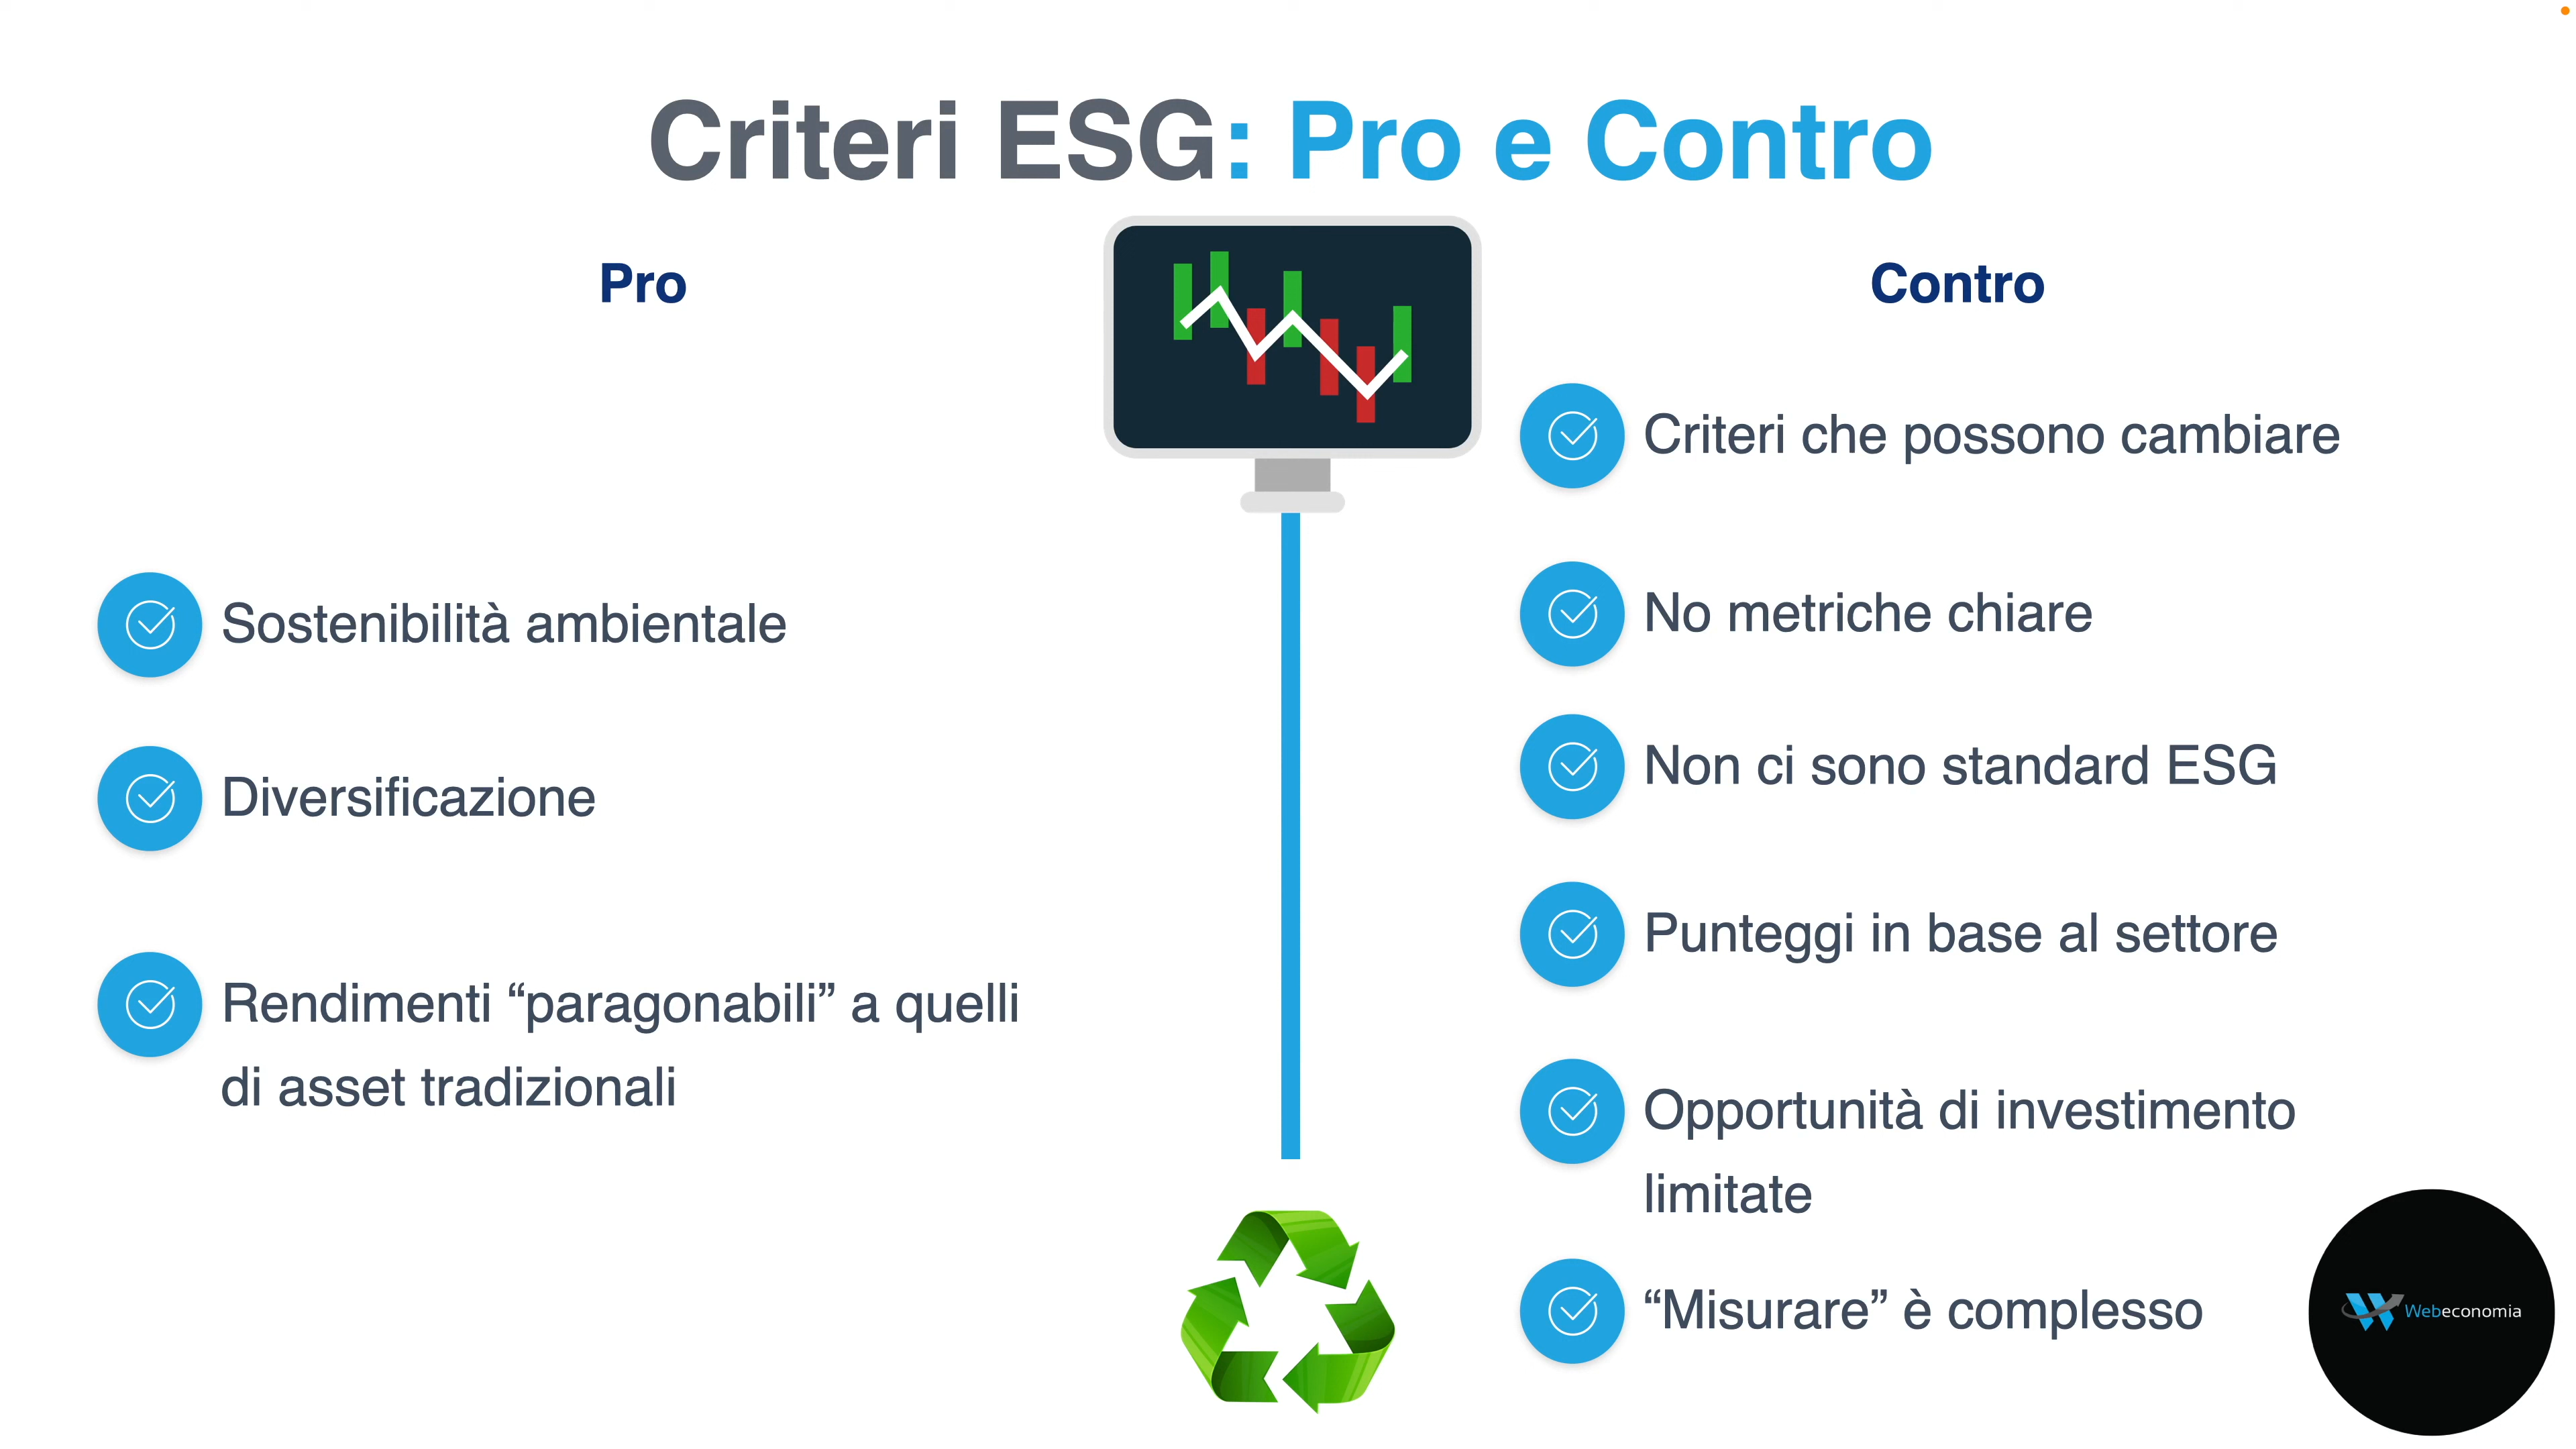 Criteri ESG: Pro e Contro
Pro
Sostenibilità ambientale
Diversificazione
Rendimenti “paragonabili” a quelli
di asset tradizionali
Contro
Criteri che possono cambiare
No metriche chiare
Non ci sono standard ESG
Punteggi in base al settore
Opportunità di investimento
limitate
“Misurare” è complesso
Webeconomia